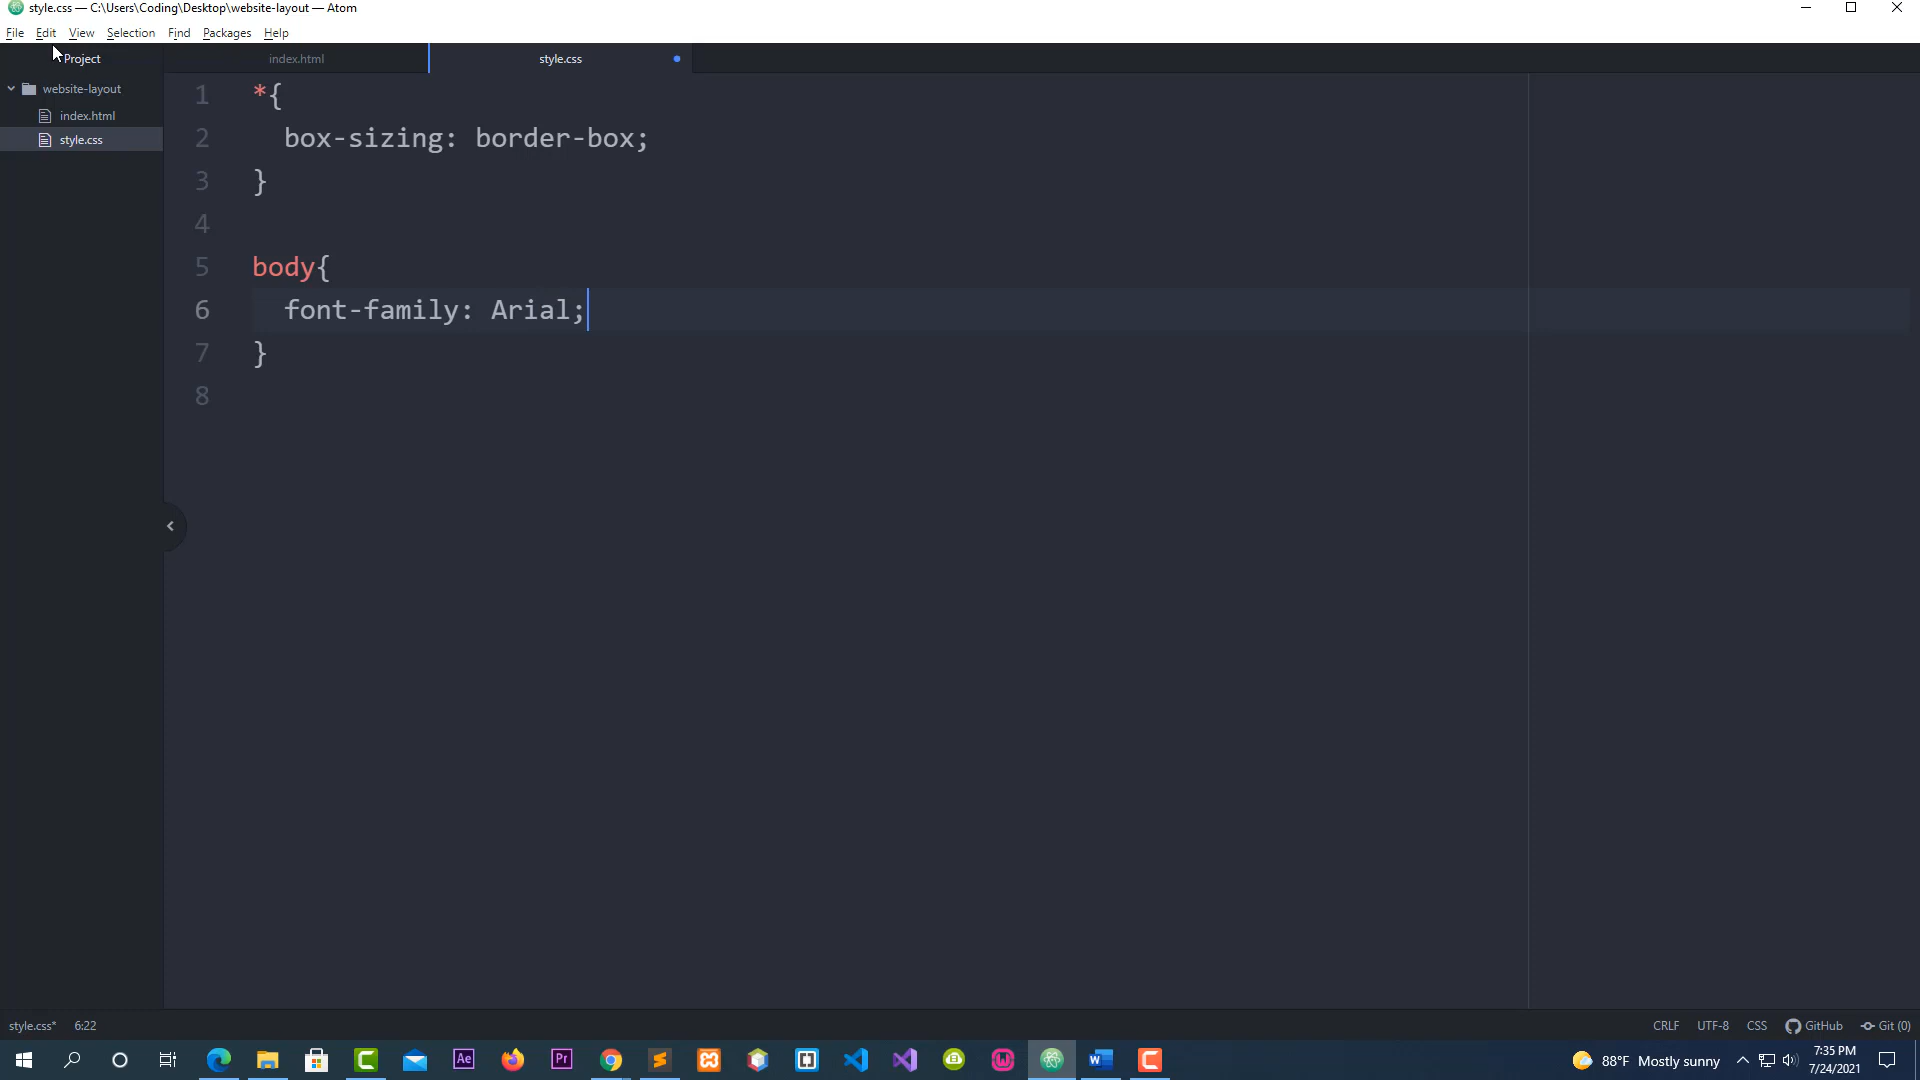 style.css — C:\Users\Coding\Desktop\website-layout — Atom
File Edit View Selection Find Packages Help
Project
index.html
style.css
website-layout
index.html
style.css
1 *{
2 box-sizing: border-box;
3 }
4
5 body{
6 font-family: Arial;
7 }
8
style.css* 6:22
CRLF UTF-8 CSS GitHub Git (0)
Ae
Pr
W
88°F Mostly sunny
7:35 PM
7/24/2021